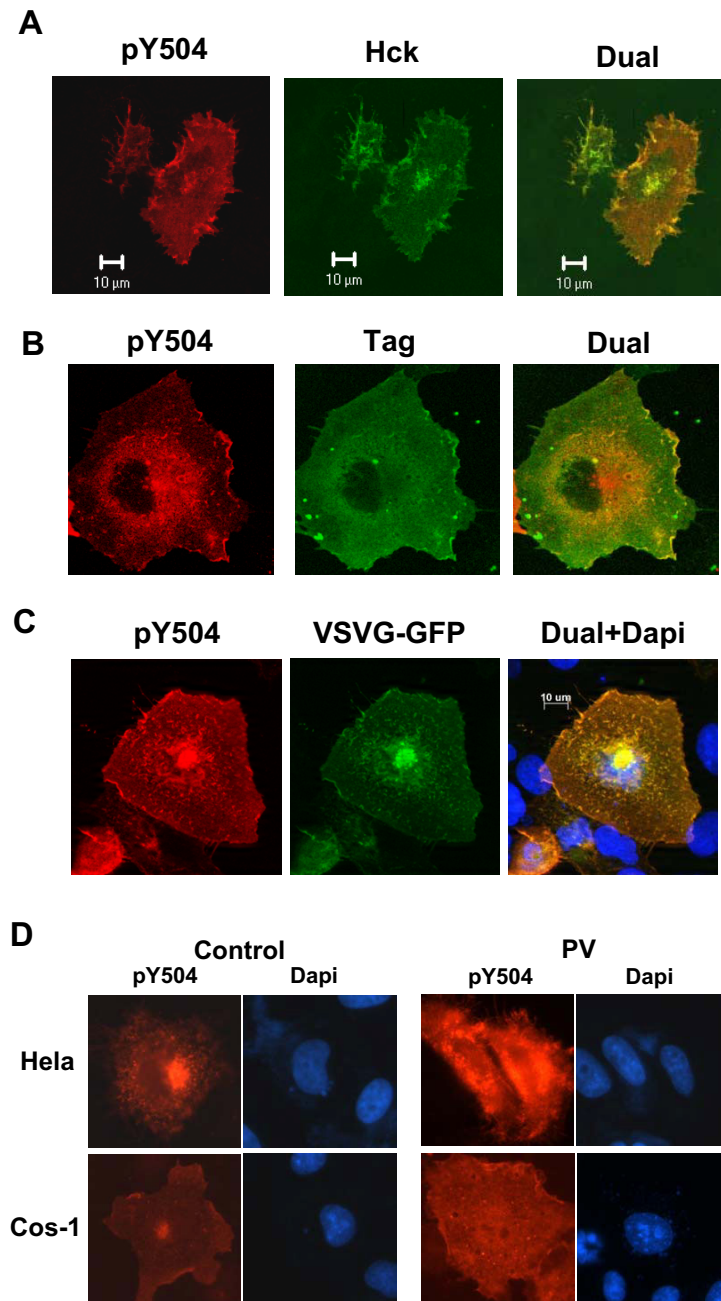 A
pY504 Hck Dual
10 µm 10 µm 10 µm
B
pY504 Tag Dual
C
pY504 VSVG-GFP Dual+Dapi
10 um
D
Control PV
pY504 Dapi pY504 Dapi
Hela
Cos-1